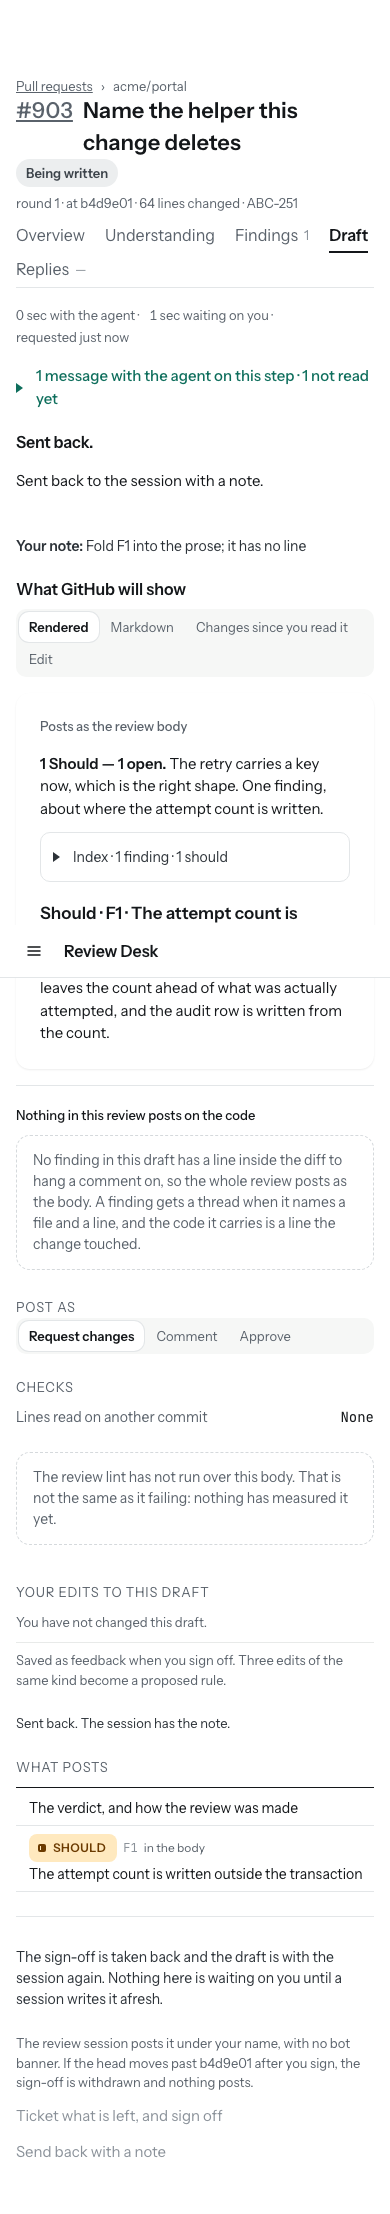 Pull requests › acme/portal
#903 Name the helper this
change deletes
Being written
round 1 · at b4d9e01 · 64 lines changed · ABC-251
Overview Understanding Findings 1 Draft
Replies —
0 sec with the agent · 1 sec waiting on you ·
requested just now
1 message with the agent on this step · 1 not read
yet
Sent back.
Sent back to the session with a note.
Your note: Fold F1 into the prose; it has no line
What GitHub will show
Rendered Markdown Changes since you read it
Edit
Posts as the review body
1 Should — 1 open. The retry carries a key
now, which is the right shape. One finding,
about where the attempt count is written.
Index · 1 finding · 1 should
Should · F1 · The attempt count is
Review Desk
leaves the count ahead of what was actually
attempted, and the audit row is written from
the count.
Nothing in this review posts on the code
No finding in this draft has a line inside the diff to
hang a comment on, so the whole review posts as
the body. A finding gets a thread when it names a
file and a line, and the code it carries is a line the
change touched.
POST AS
Request changes Comment Approve
CHECKS
Lines read on another commit None
The review lint has not run over this body. That is
not the same as it failing: nothing has measured it
yet.
YOUR EDITS TO THIS DRAFT
You have not changed this draft.
Saved as feedback when you sign off. Three edits of the
same kind become a proposed rule.
Sent back. The session has the note.
WHAT POSTS
The verdict, and how the review was made
SHOULD F1 in the body
The attempt count is written outside the transaction
The sign-off is taken back and the draft is with the
session again. Nothing here is waiting on you until a
session writes it afresh.
The review session posts it under your name, with no bot
banner. If the head moves past b4d9e01 after you sign, the
sign-off is withdrawn and nothing posts.
Ticket what is left, and sign off
Send back with a note